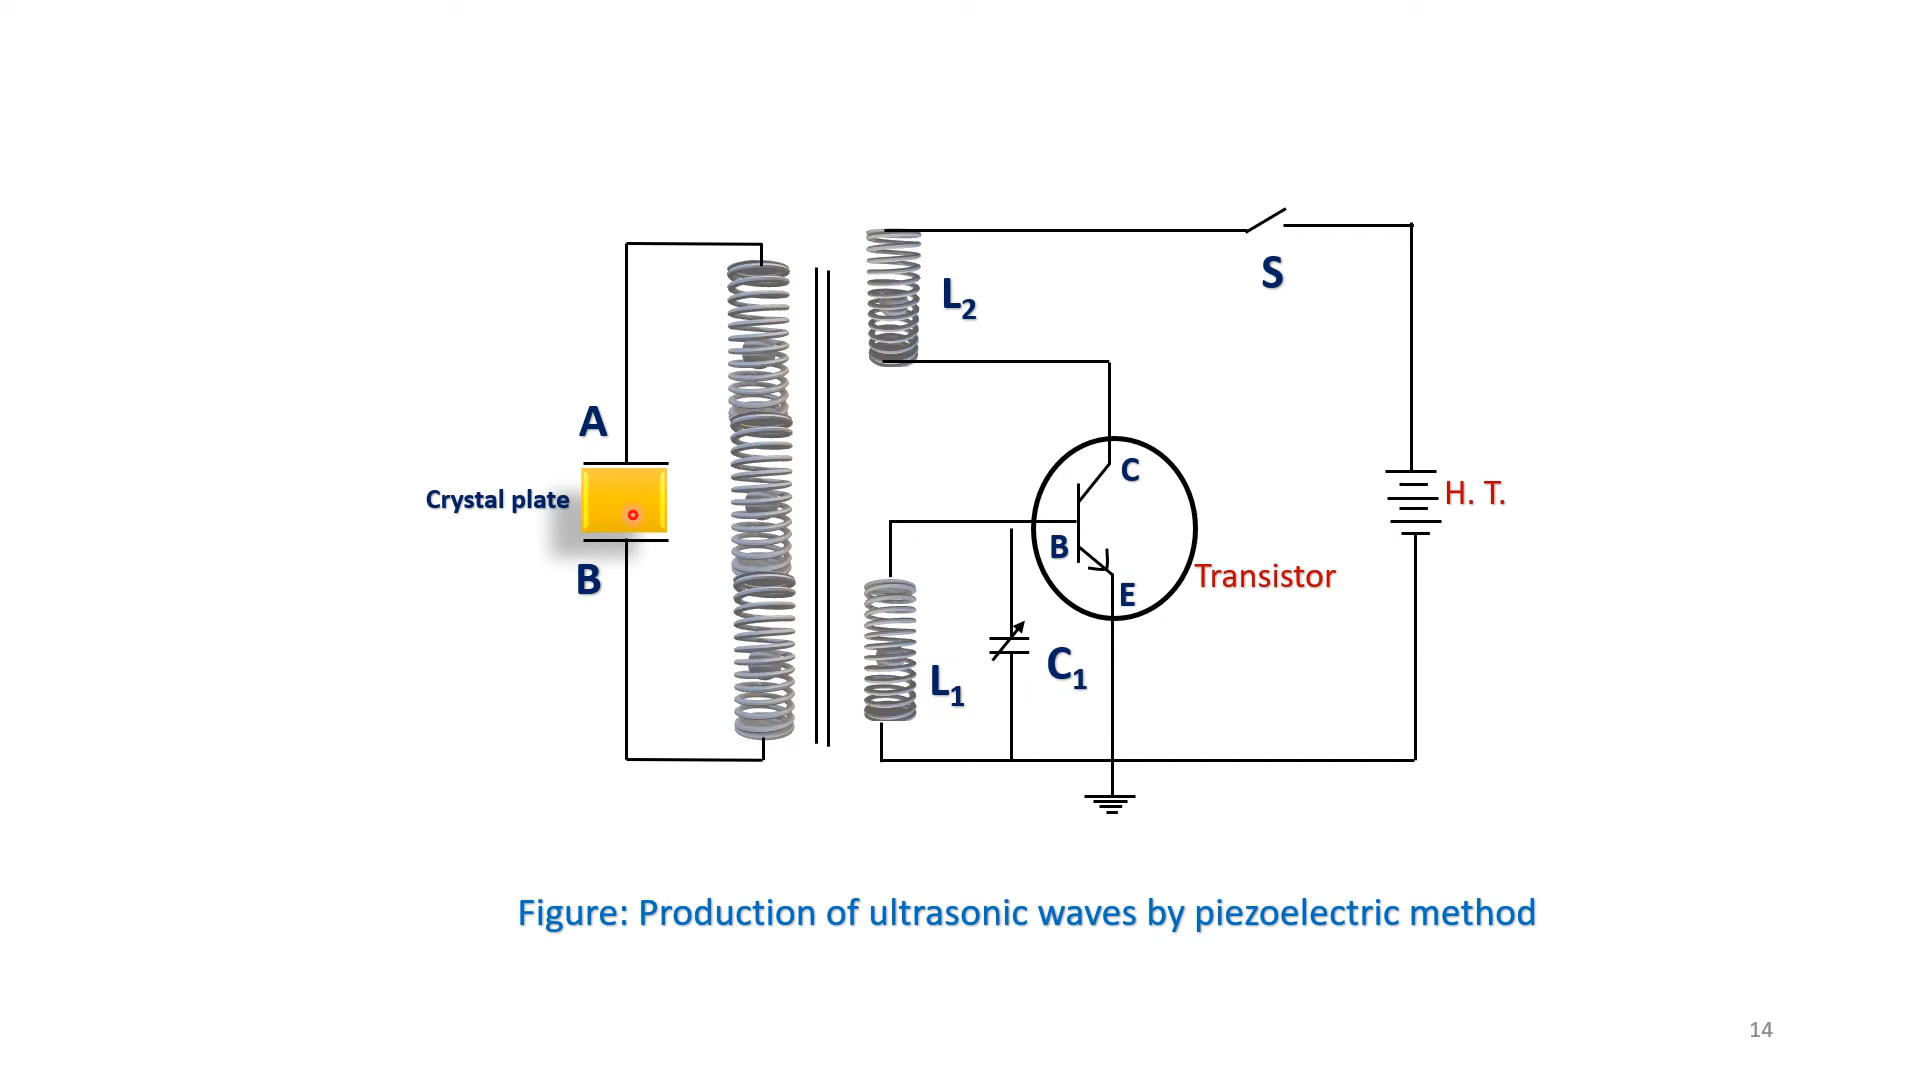 S
L2
A
C
Crystal plate
H. T.
B
B
Transistor
E
L1
C1
Figure: Production of ultrasonic waves by piezoelectric method
14